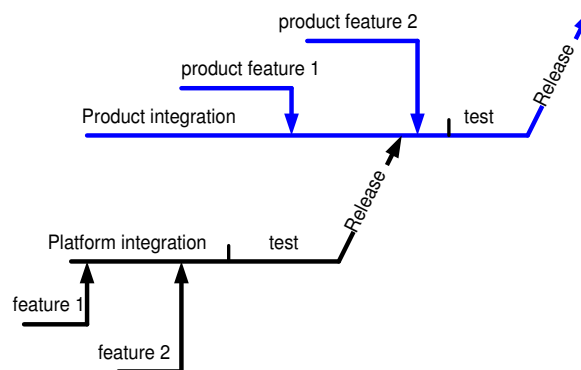 product feature 2
product feature 1
Release
Product integration
test
Release
Platform integration
test
feature 1
feature 2